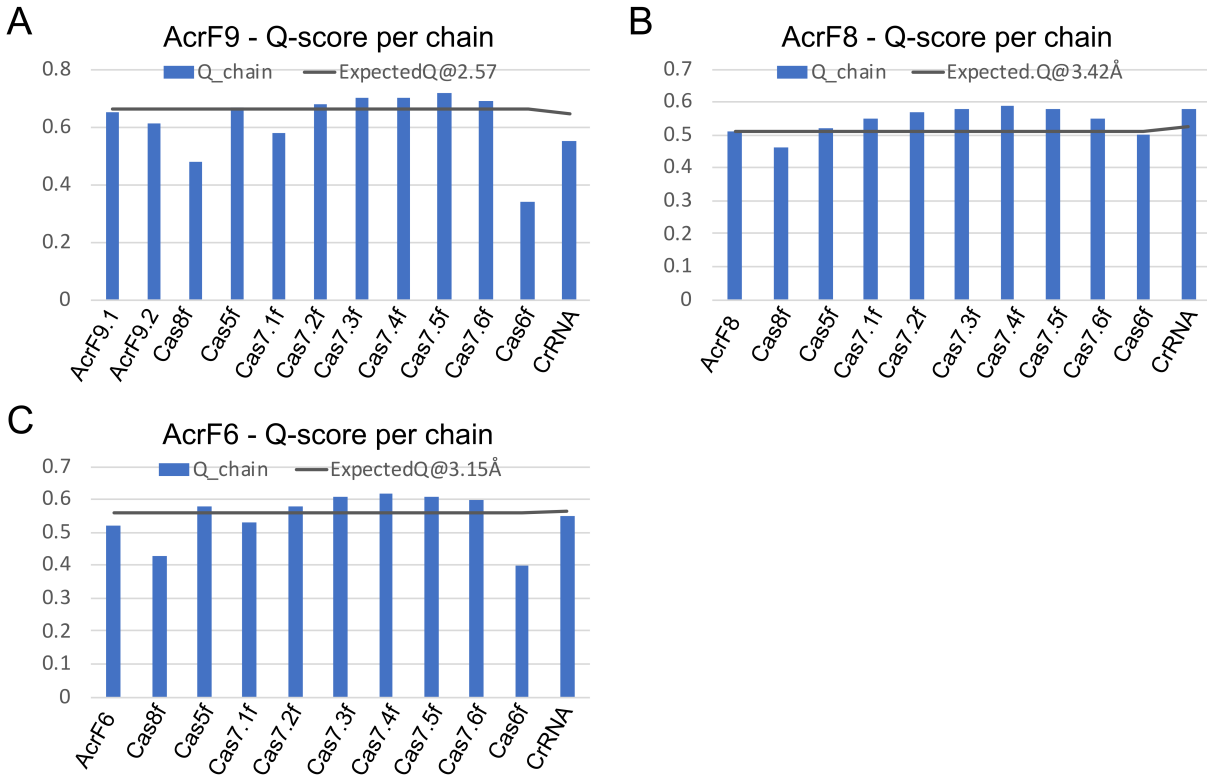 A
AcrF9 - Q-score per chain
Q_chain ExpectedQ@2.57
0.8
0.6
0.4
0.2
0
AcrF9.1 AcrF9.2 Cas8f Cas5f Cas7.1f Cas7.2f Cas7.3f Cas7.4f Cas7.5f Cas7.6f Cas6f CrRNA
B
AcrF8 - Q-score per chain
Q_chain Expected.Q@3.42Å
0.7
0.6
0.5
0.4
0.3
0.2
0.1
0
AcrF8 Cas8f Cas5f Cas7.1f Cas7.2f Cas7.3f Cas7.4f Cas7.5f Cas7.6f Cas6f CrRNA
C
AcrF6 - Q-score per chain
Q_chain ExpectedQ@3.15Å
0.7
0.6
0.5
0.4
0.3
0.2
0.1
0
AcrF6 Cas8f Cas5f Cas7.1f Cas7.2f Cas7.3f Cas7.4f Cas7.5f Cas7.6f Cas6f CrRNA